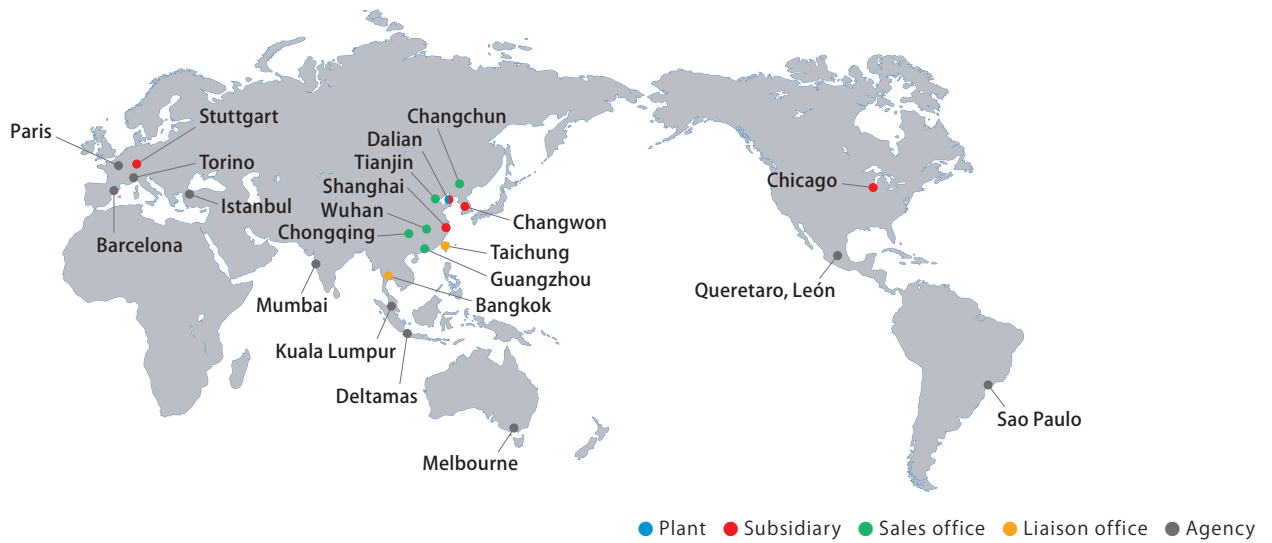 Paris
Stuttgart
Torino
Istanbul
Barcelona
Changchun
Dalian
Tianjin
Shanghai
Wuhan
Chongqing
Changwon
Taichung
Guangzhou
Bangkok
Mumbai
Kuala Lumpur
Deltamas
Melbourne
Chicago
Queretaro, León
Sao Paulo
Plant Subsidiary Sales office Liaison office Agency